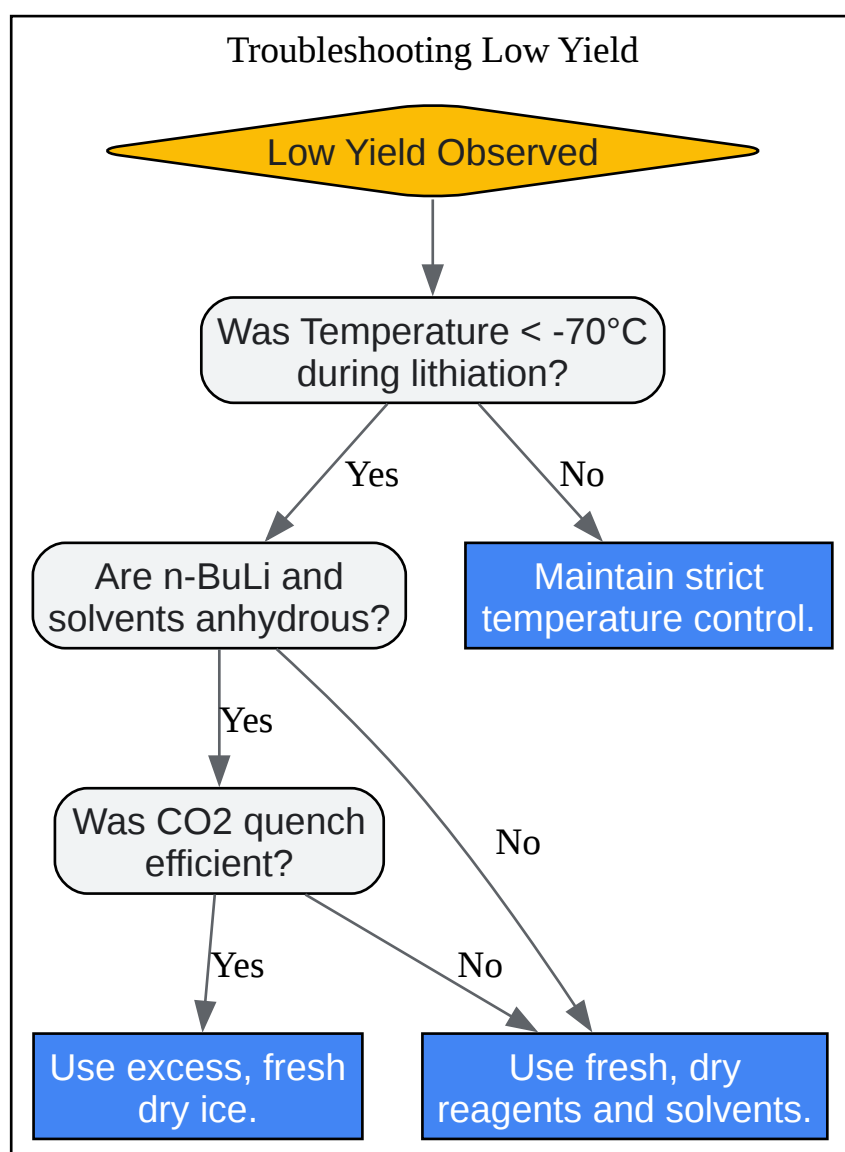 Troubleshooting Low Yield
Low Yield Observed
Was Temperature < -70°C
during lithiation?
Yes
No
Are n-BuLi and
solvents anhydrous?
Maintain strict
temperature control.
Yes
Was CO2 quench
efficient?
No
Yes
No
Use excess, fresh
dry ice.
Use fresh, dry
reagents and solvents.